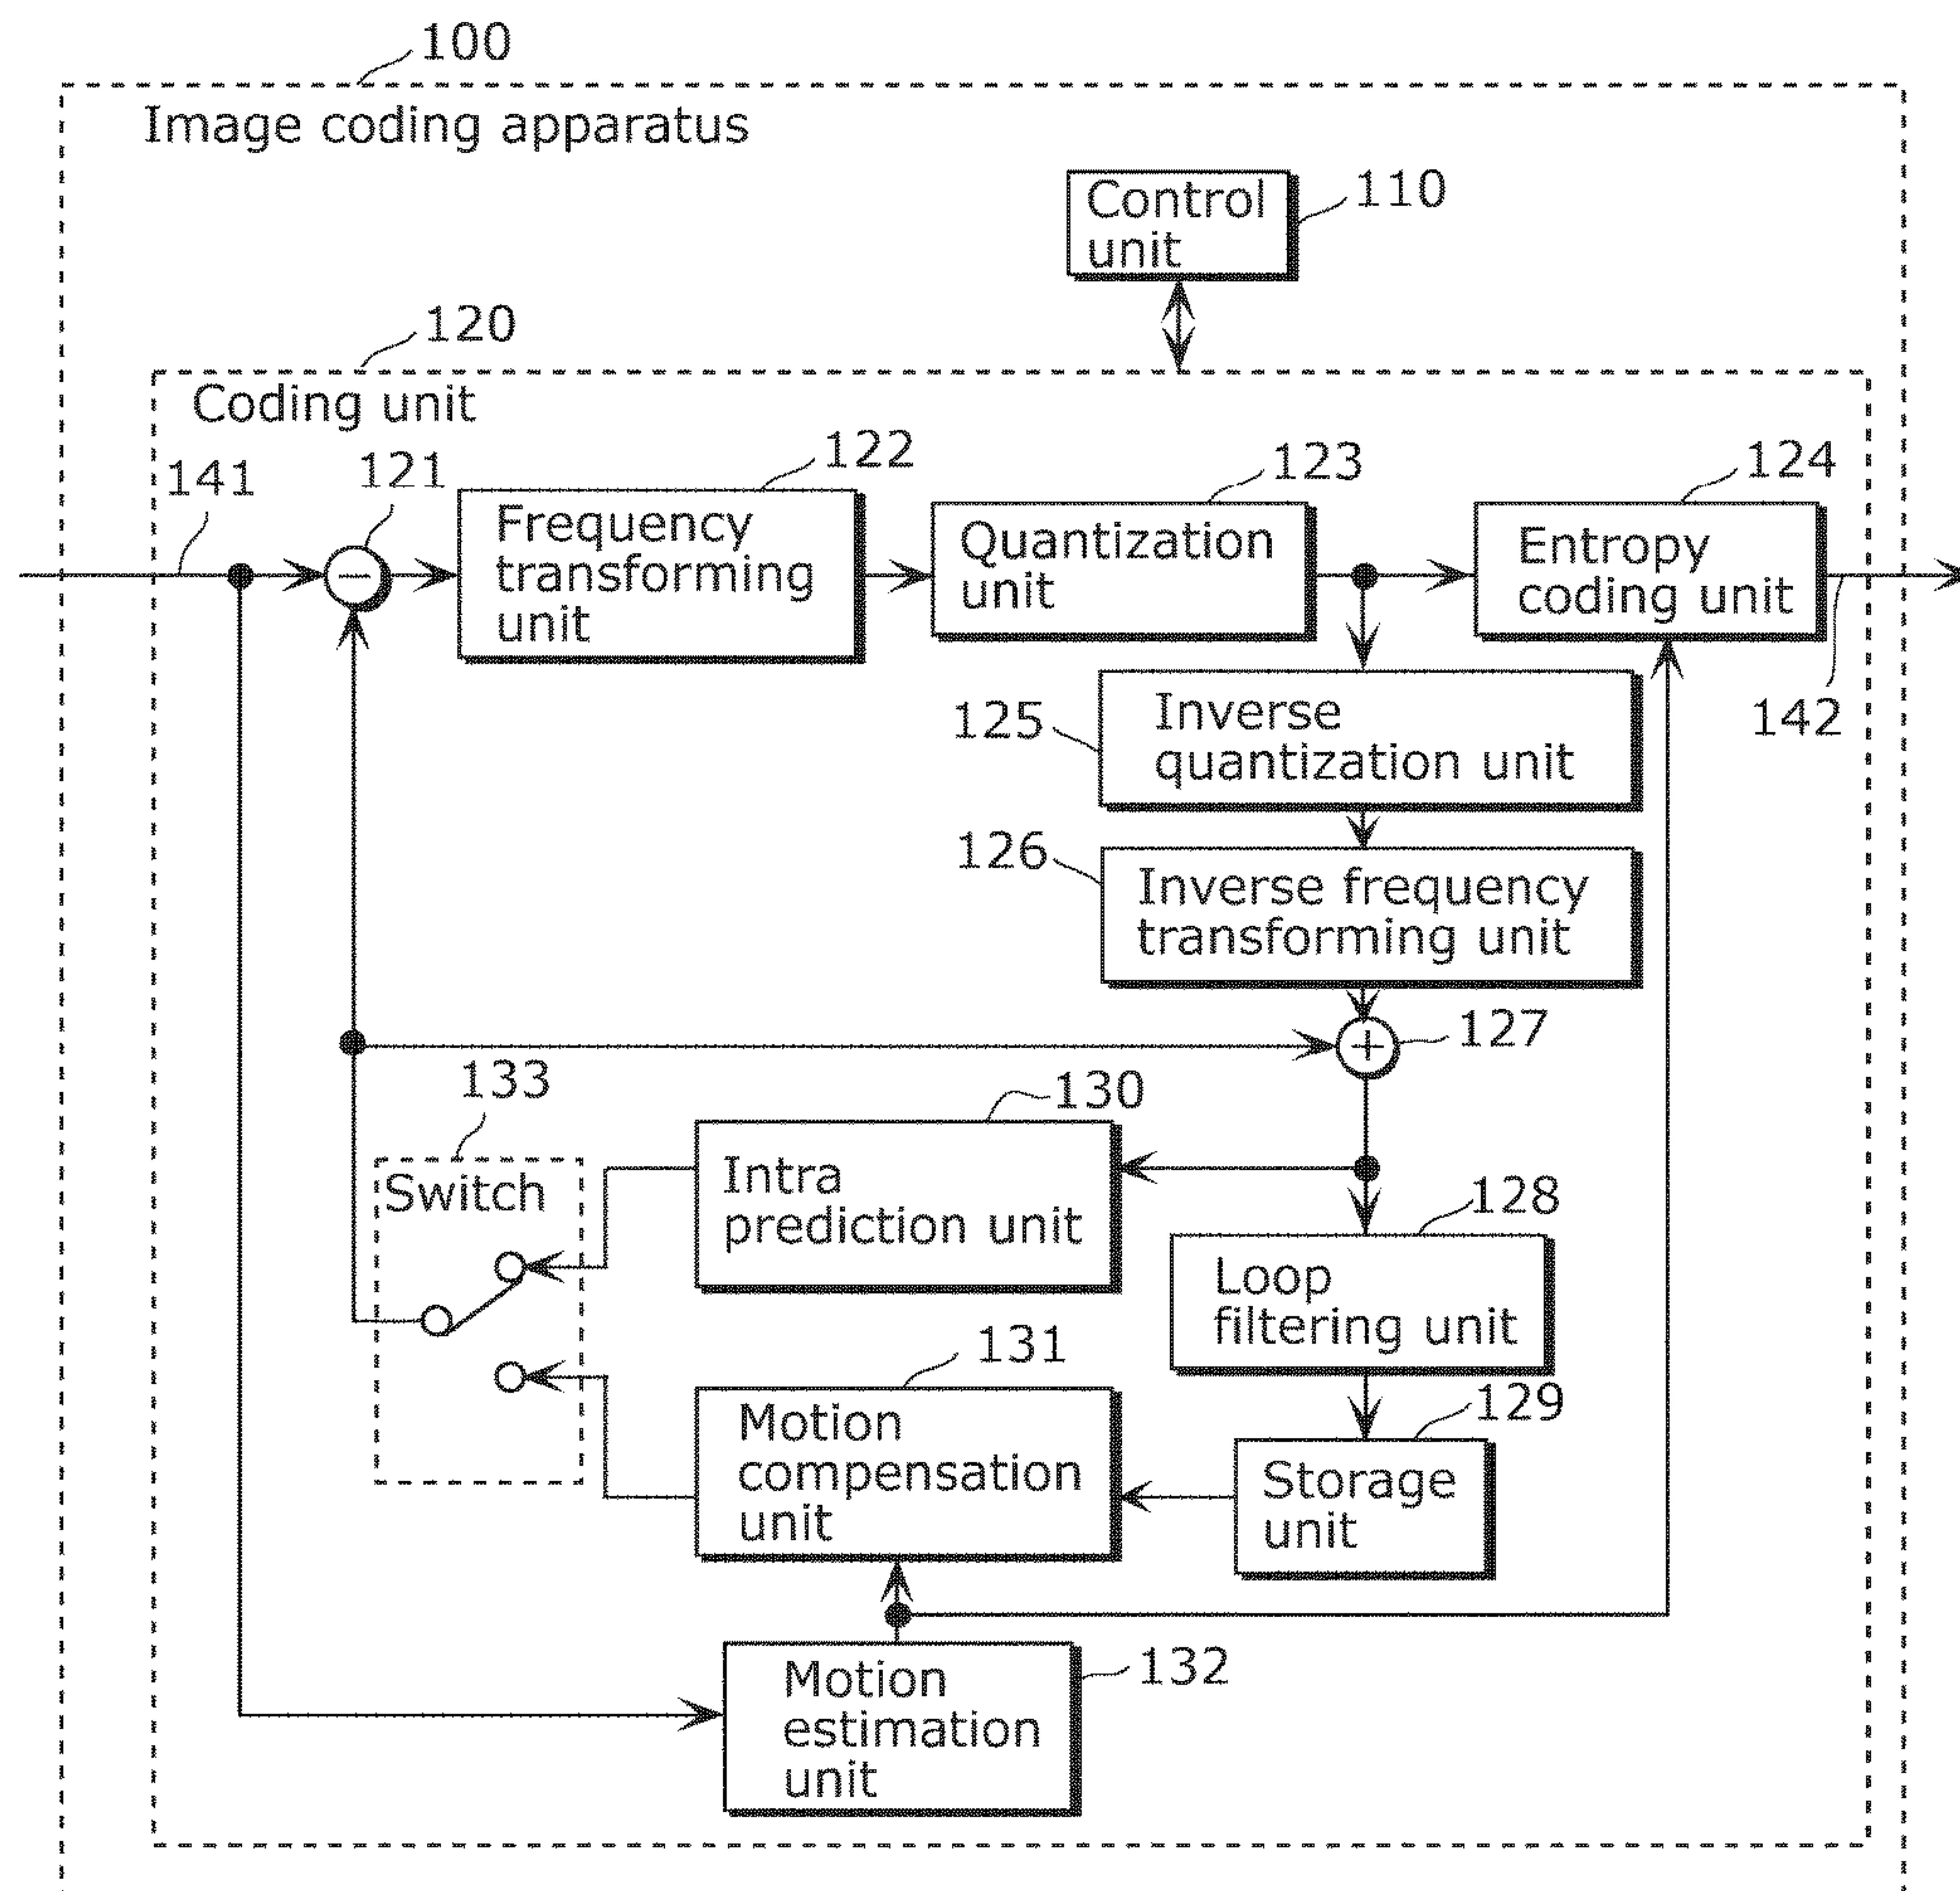 100
Image coding apparatus
Control
unit
110
120
Coding unit
141
121
122
Frequency
transforming
unit
123
Quantization
unit
124
Entropy
coding unit
142
−
125
Inverse
quantization unit
126
Inverse frequency
transforming unit
+
127
133
Switch
130
Intra
prediction unit
128
Loop
filtering unit
131
Motion
compensation
unit
129
Storage
unit
132
Motion
estimation
unit